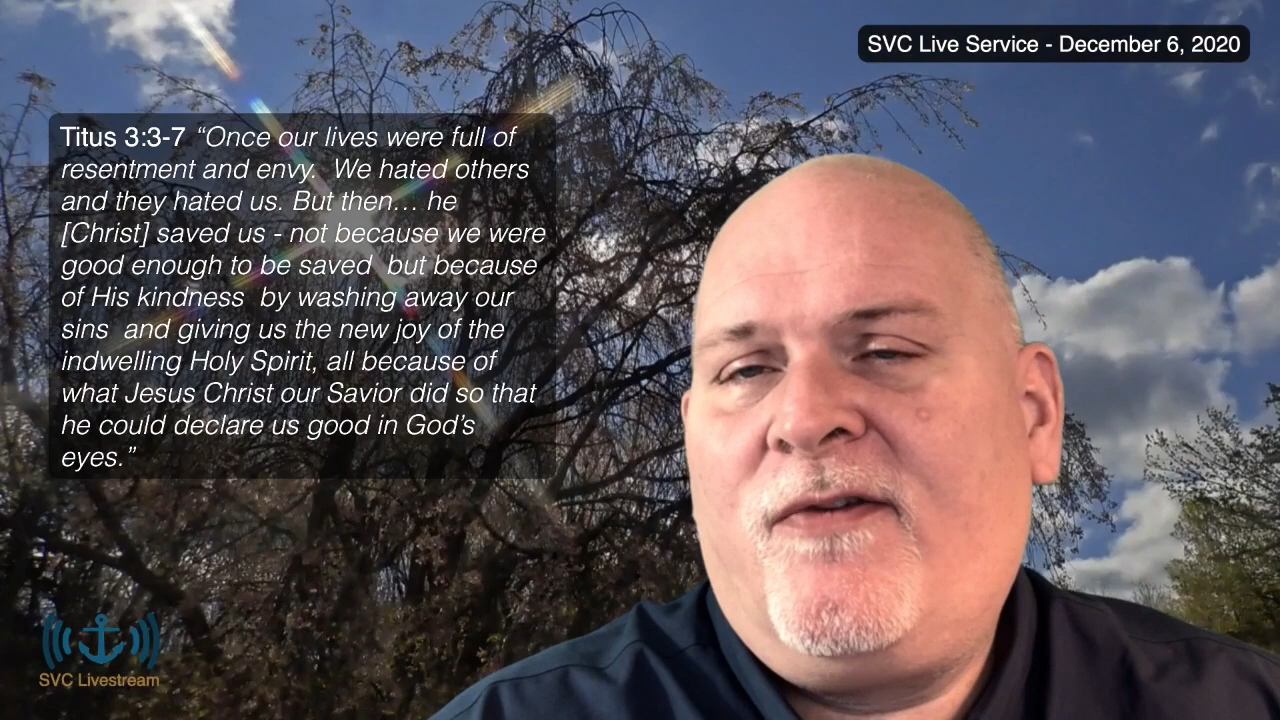 SVC Live Service - December 6, 2020
Titus 3:3-7 “Once our lives were full of
resentment and envy.  We hated others
and they hated us. But then… he
[Christ] saved us - not because we were
good enough to be saved  but because
of His kindness  by washing away our
sins  and giving us the new joy of the
indwelling Holy Spirit, all because of
what Jesus Christ our Savior did so that
he could declare us good in God’s
eyes.”
SVC Livestream